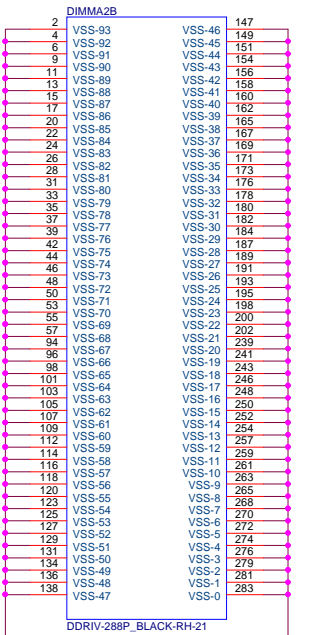 DIMMA2B
2 VSS-93 VSS-46 147
4 VSS-92 VSS-45 149
6 VSS-91 VSS-44 151
9 VSS-90 VSS-43 154
11 VSS-89 VSS-42 156
13 VSS-88 VSS-41 158
15 VSS-87 VSS-40 160
17 VSS-86 VSS-39 162
20 VSS-85 VSS-38 165
22 VSS-84 VSS-37 167
24 VSS-83 VSS-36 169
26 VSS-82 VSS-35 171
28 VSS-81 VSS-34 173
31 VSS-80 VSS-33 176
33 VSS-79 VSS-32 178
35 VSS-78 VSS-31 180
37 VSS-77 VSS-30 182
39 VSS-76 VSS-29 184
42 VSS-75 VSS-28 187
44 VSS-74 VSS-27 189
46 VSS-73 VSS-26 191
48 VSS-72 VSS-25 193
50 VSS-71 VSS-24 195
53 VSS-70 VSS-23 198
55 VSS-69 VSS-22 200
57 VSS-68 VSS-21 202
94 VSS-67 VSS-20 239
96 VSS-66 VSS-19 241
98 VSS-65 VSS-18 243
101 VSS-64 VSS-17 246
103 VSS-63 VSS-16 248
105 VSS-62 VSS-15 250
107 VSS-61 VSS-14 252
109 VSS-60 VSS-13 254
112 VSS-59 VSS-12 257
114 VSS-58 VSS-11 259
116 VSS-57 VSS-10 261
118 VSS-56 VSS-9 263
120 VSS-55 VSS-8 265
123 VSS-54 VSS-7 268
125 VSS-53 VSS-6 270
127 VSS-52 VSS-5 272
129 VSS-51 VSS-4 274
131 VSS-50 VSS-3 276
134 VSS-49 VSS-2 279
136 VSS-48 VSS-1 281
138 VSS-47 VSS-0 283
DDRIV-288P_BLACK-RH-21